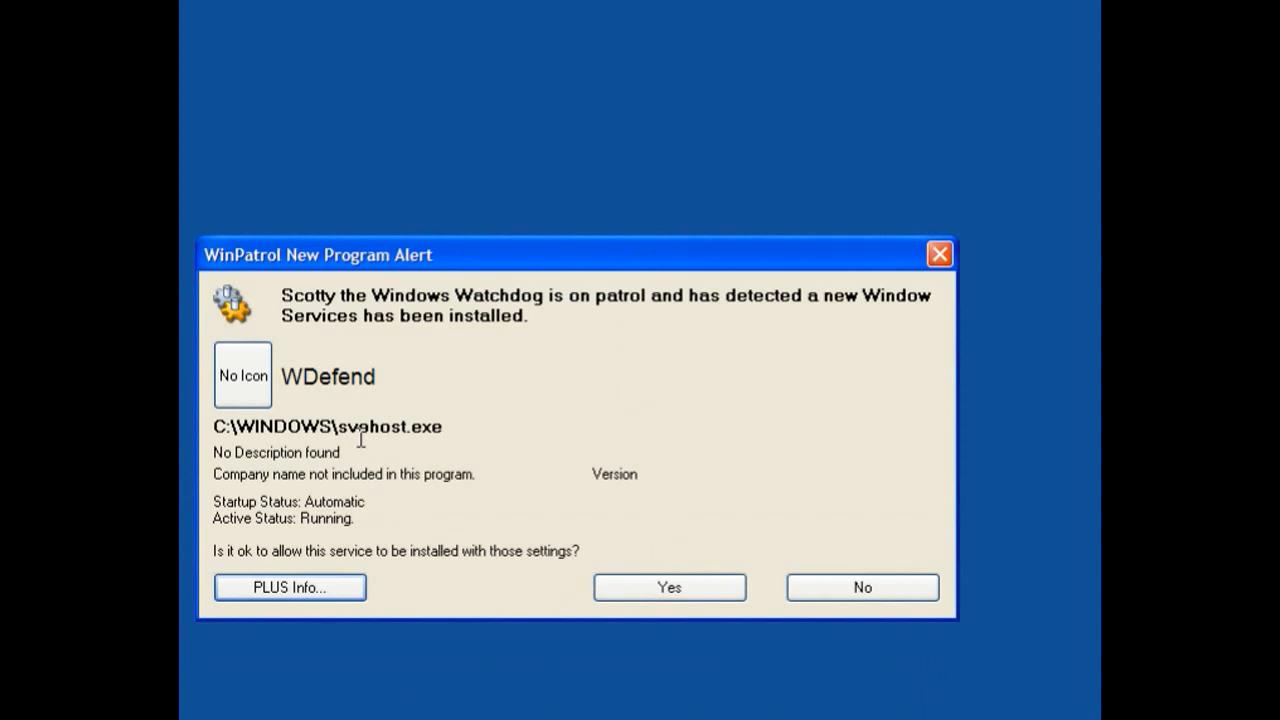 WinPatrol New Program Alert
Scotty the Windows Watchdog is on patrol and has detected a new Window
Services has been installed.
No Icon
WDefend
C:\WINDOWS\svahost.exe
No Description found
Company name not included in this program.
Version
Startup Status: Automatic
Active Status: Running.
Is it ok to allow this service to be installed with those settings?
PLUS Info...
Yes
No